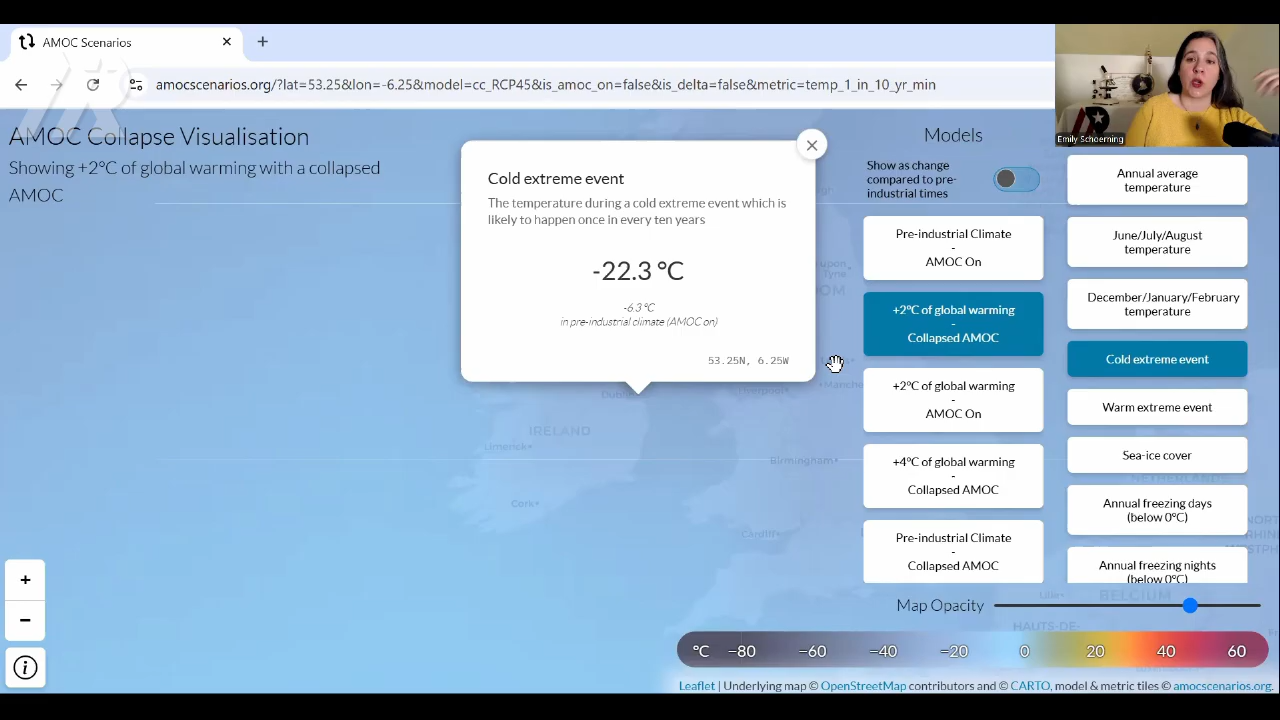 AMOC Scenarios
amocscenarios.org/?lat=53.25&lon=-6.25&model=cc_RCP45&is_amoc_on=false&is_delta=false&metric=temp_1_in_10_yr_min
Emily Schoerning
AMOC Collapse Visualisation
Showing +2°C of global warming with a collapsed
AMOC
Cold extreme event
The temperature during a cold extreme event which is
likely to happen once in every ten years
-22.3 °C
-6.3 °C
in pre-industrial climate (AMOC on)
53.25N, 6.25W
Models
Show as change
compared to pre-
industrial times
Pre-industrial Climate
-
AMOC On
+2°C of global warming
-
Collapsed AMOC
+2°C of global warming
-
AMOC On
+4°C of global warming
-
Collapsed AMOC
Pre-industrial Climate
-
Collapsed AMOC
Annual average
temperature
June/July/August
temperature
December/January/February
temperature
Cold extreme event
Warm extreme event
Sea-ice cover
Annual freezing days
(below 0°C)
Annual freezing nights
(below 0°C)
IRELAND
Limerick
Cork
Birmingham
Cardiff
Lille
BELGIUM
HAUTS-DE-
Map Opacity
°C -80 -60 -40 -20 0 20 40 60
Leaflet | Underlying map © OpenStreetMap contributors and © CARTO, model & metric tiles © amocscenarios.org.